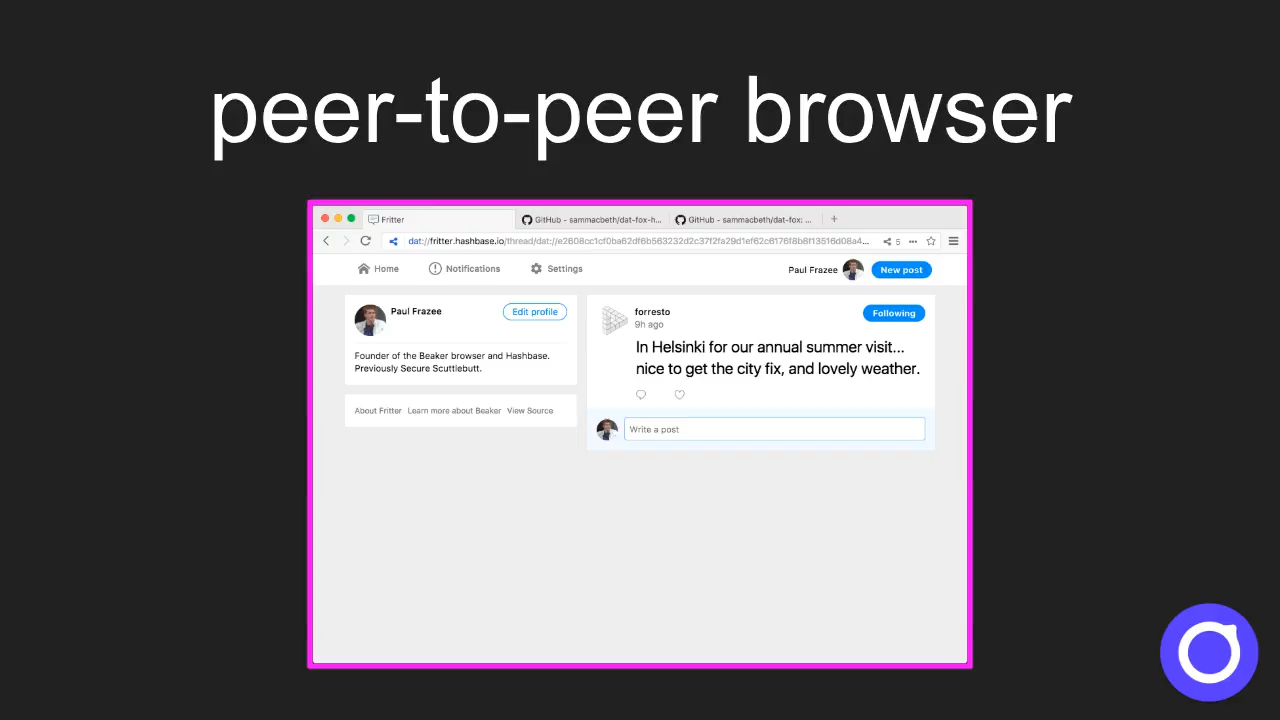 peer-to-peer browser
Fritter
GitHub - sammacbeth/dat-fox-h...
GitHub - sammacbeth/dat-fox: ...
dat://fritter.hashbase.io/thread/dat://e2608cc1cf0ba62df6b563232d2c37f2fa29d1ef62c6176f8b8f13516d08a4...
5
Home
Notifications
Settings
Paul Frazee
New post
Paul Frazee
Edit profile
Founder of the Beaker browser and Hashbase.
Previously Secure Scuttlebutt.
About Fritter Learn more about Beaker View Source
forresto
9h ago
Following
In Helsinki for our annual summer visit...
nice to get the city fix, and lovely weather.
Write a post